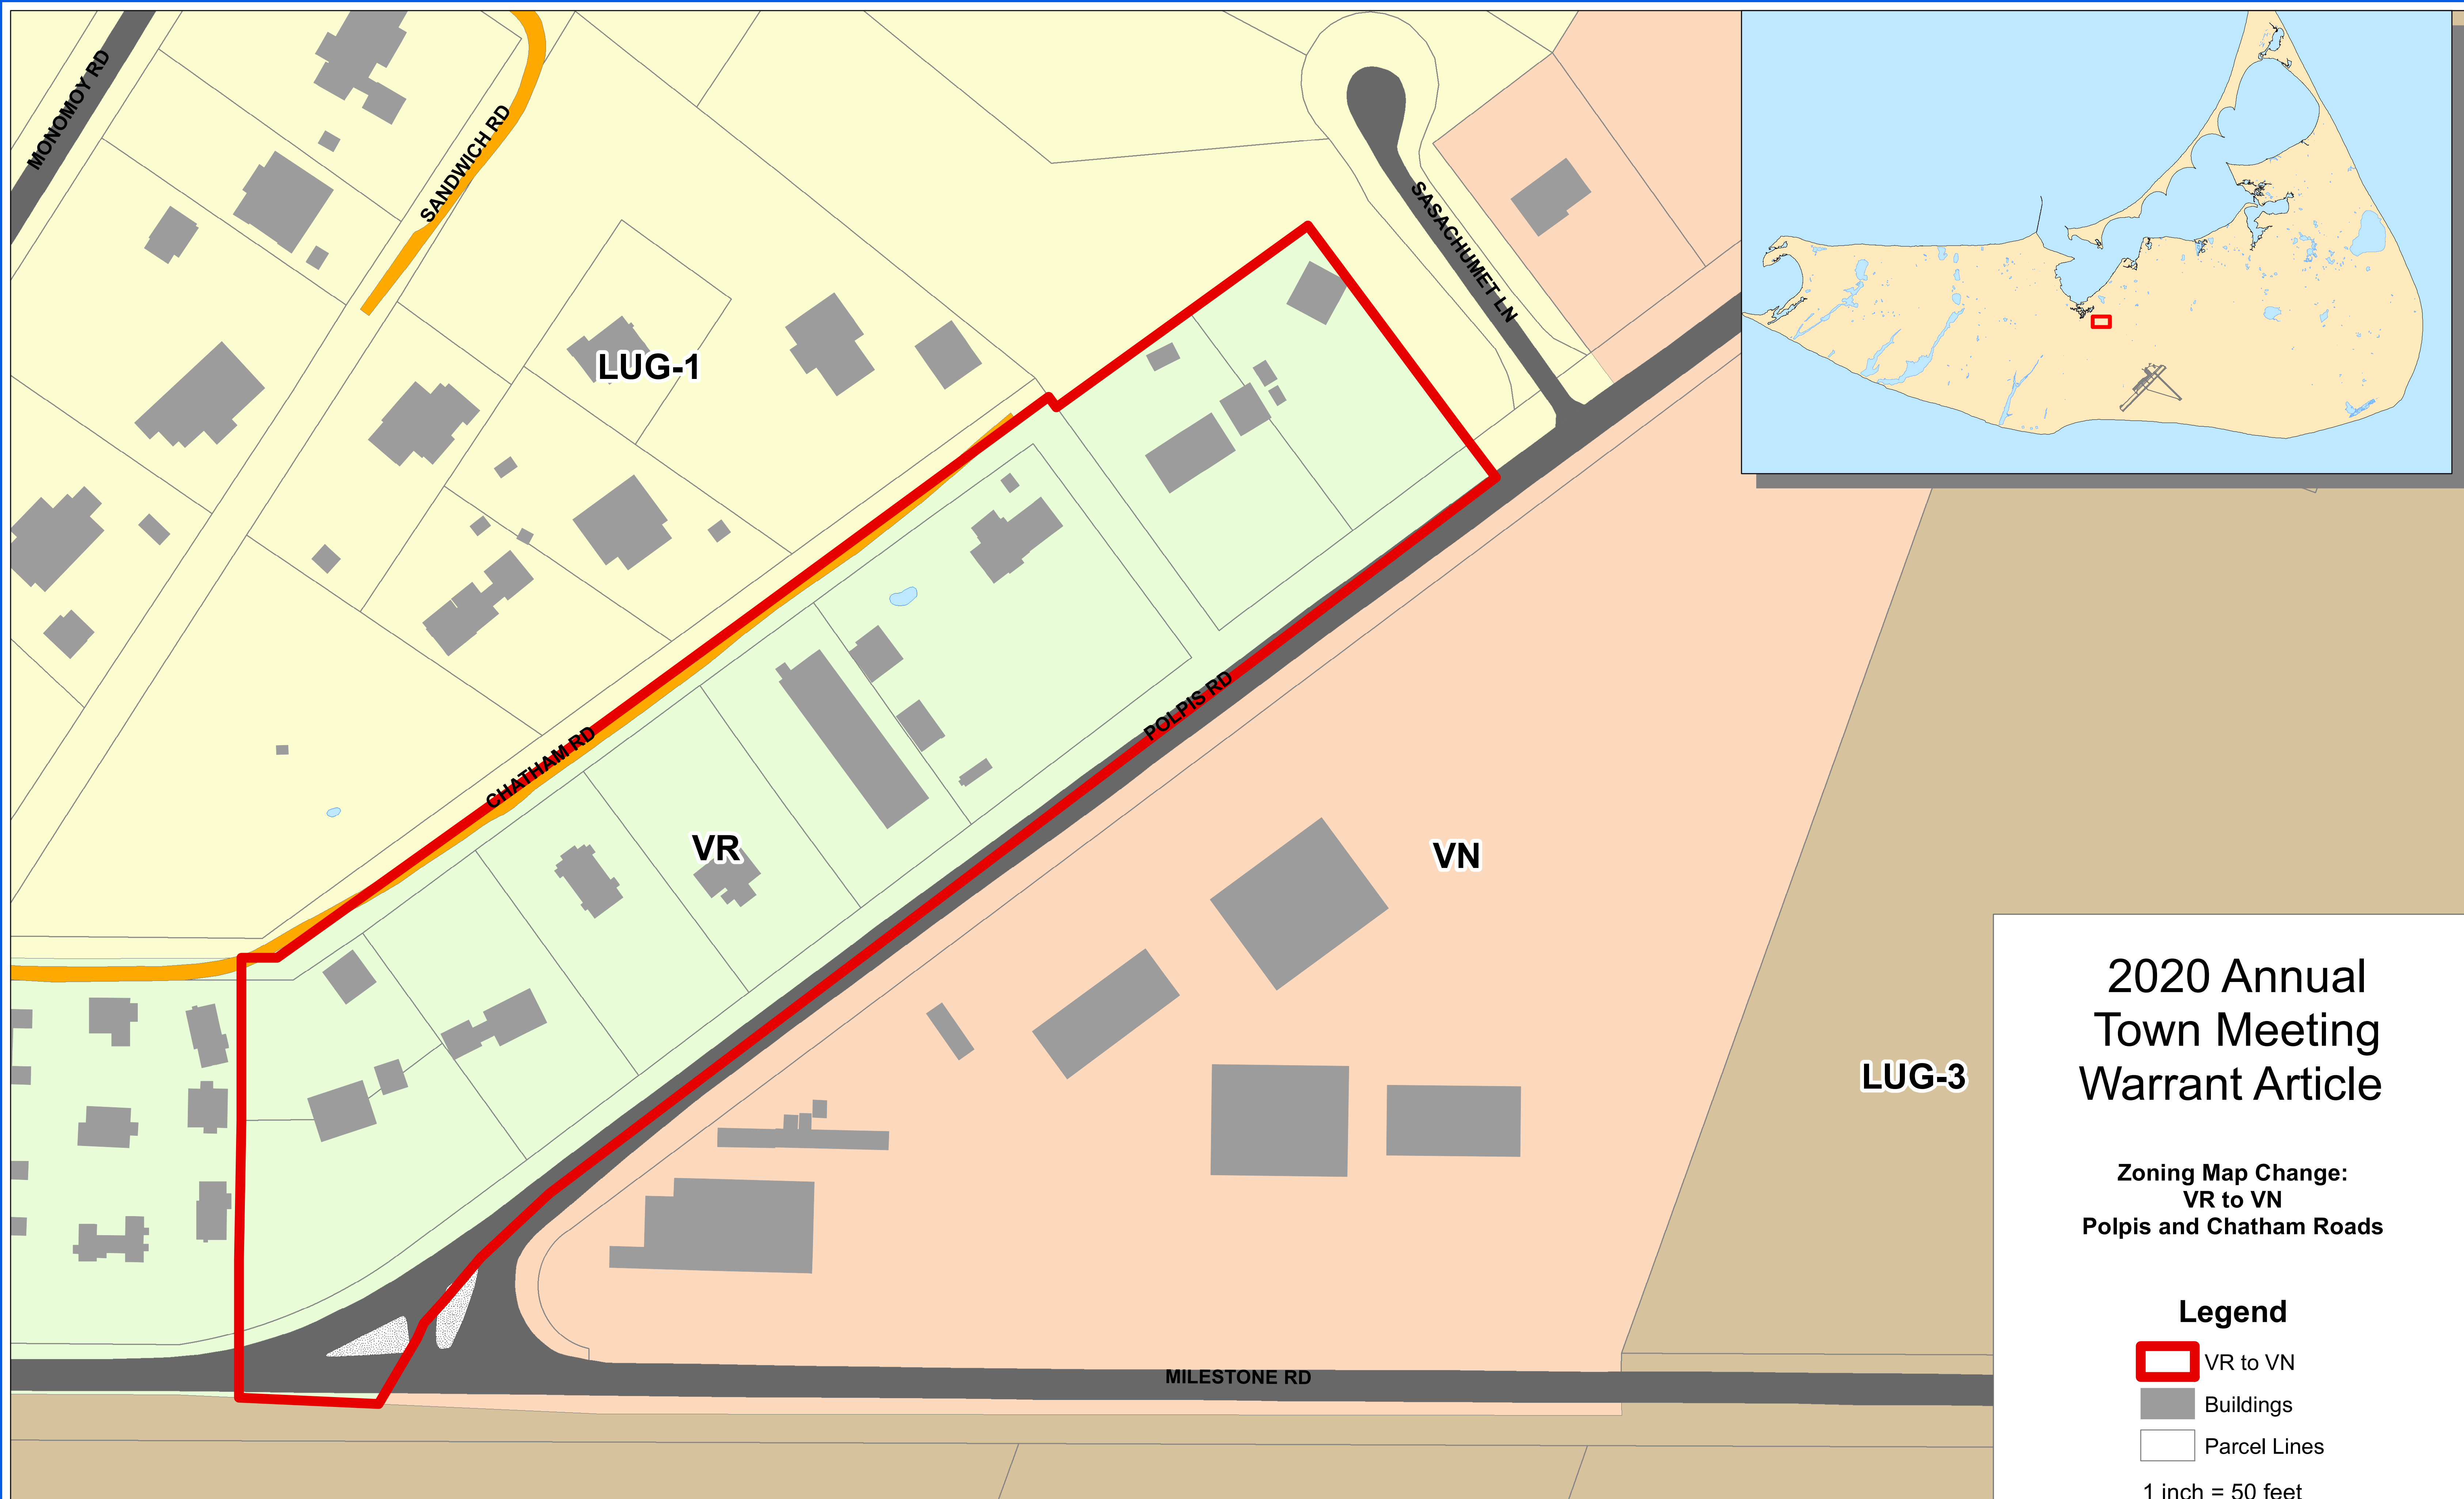 MONOMOY RD
SANDWICH RD
SASACHUMET LN
LUG-1
CHATHAM RD
POLPIS RD
VR
VN
LUG-3
MILESTONE RD
2020 Annual
Town Meeting
Warrant Article
Zoning Map Change:
VR to VN
Polpis and Chatham Roads
Legend
VR to VN
Buildings
Parcel Lines
1 inch = 50 feet